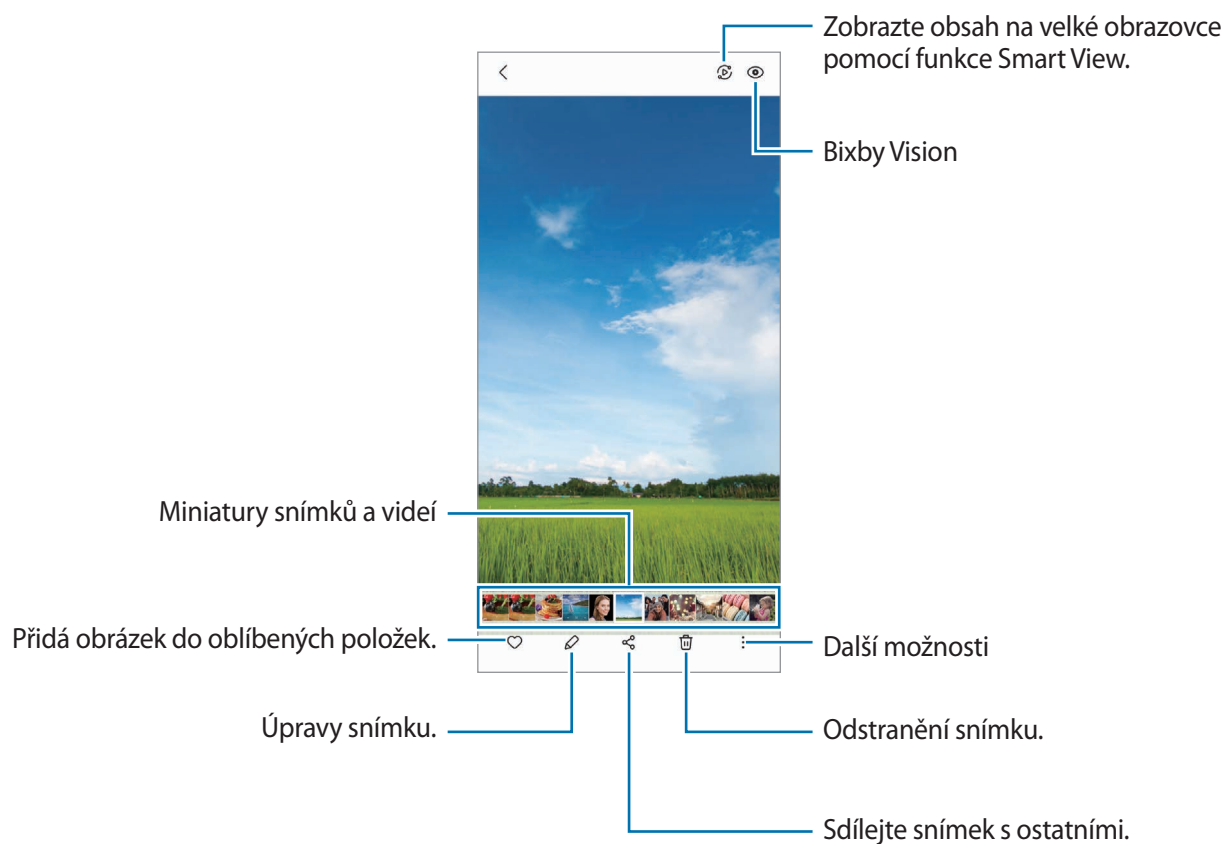 Zobrazte obsah na velké obrazovce
pomocí funkce Smart View.
Bixby Vision
Miniatury snímků a videí
Přidá obrázek do oblíbených položek.
Další možnosti
Úpravy snímku.
Odstranění snímku.
Sdílejte snímek s ostatními.